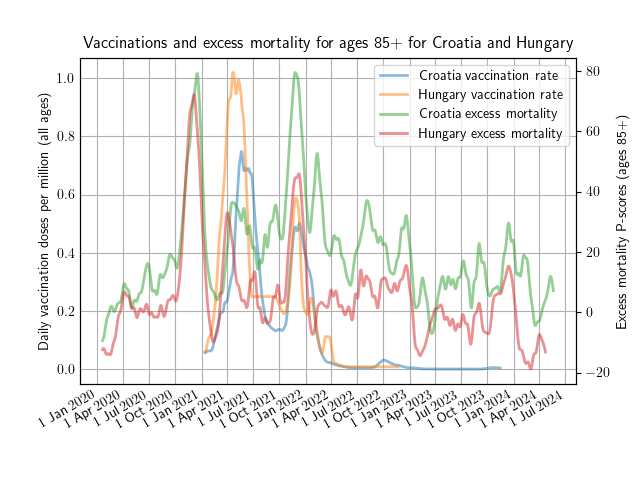 Vaccinations and excess mortality for ages 85+ for Croatia and Hungary
Daily vaccination doses per million (all ages)
1.0
0.8
0.6
0.4
0.2
0.0
Croatia vaccination rate
Hungary vaccination rate
Croatia excess mortality
Hungary excess mortality
80
60
40
20
0
−20
Excess mortality P-scores (ages 85+)
1 Jan 2020
1 Apr 2020
1 Jul 2020
1 Oct 2020
1 Jan 2021
1 Apr 2021
1 Jul 2021
1 Oct 2021
1 Jan 2022
1 Apr 2022
1 Jul 2022
1 Oct 2022
1 Jan 2023
1 Apr 2023
1 Jul 2023
1 Oct 2023
1 Jan 2024
1 Apr 2024
1 Jul 2024